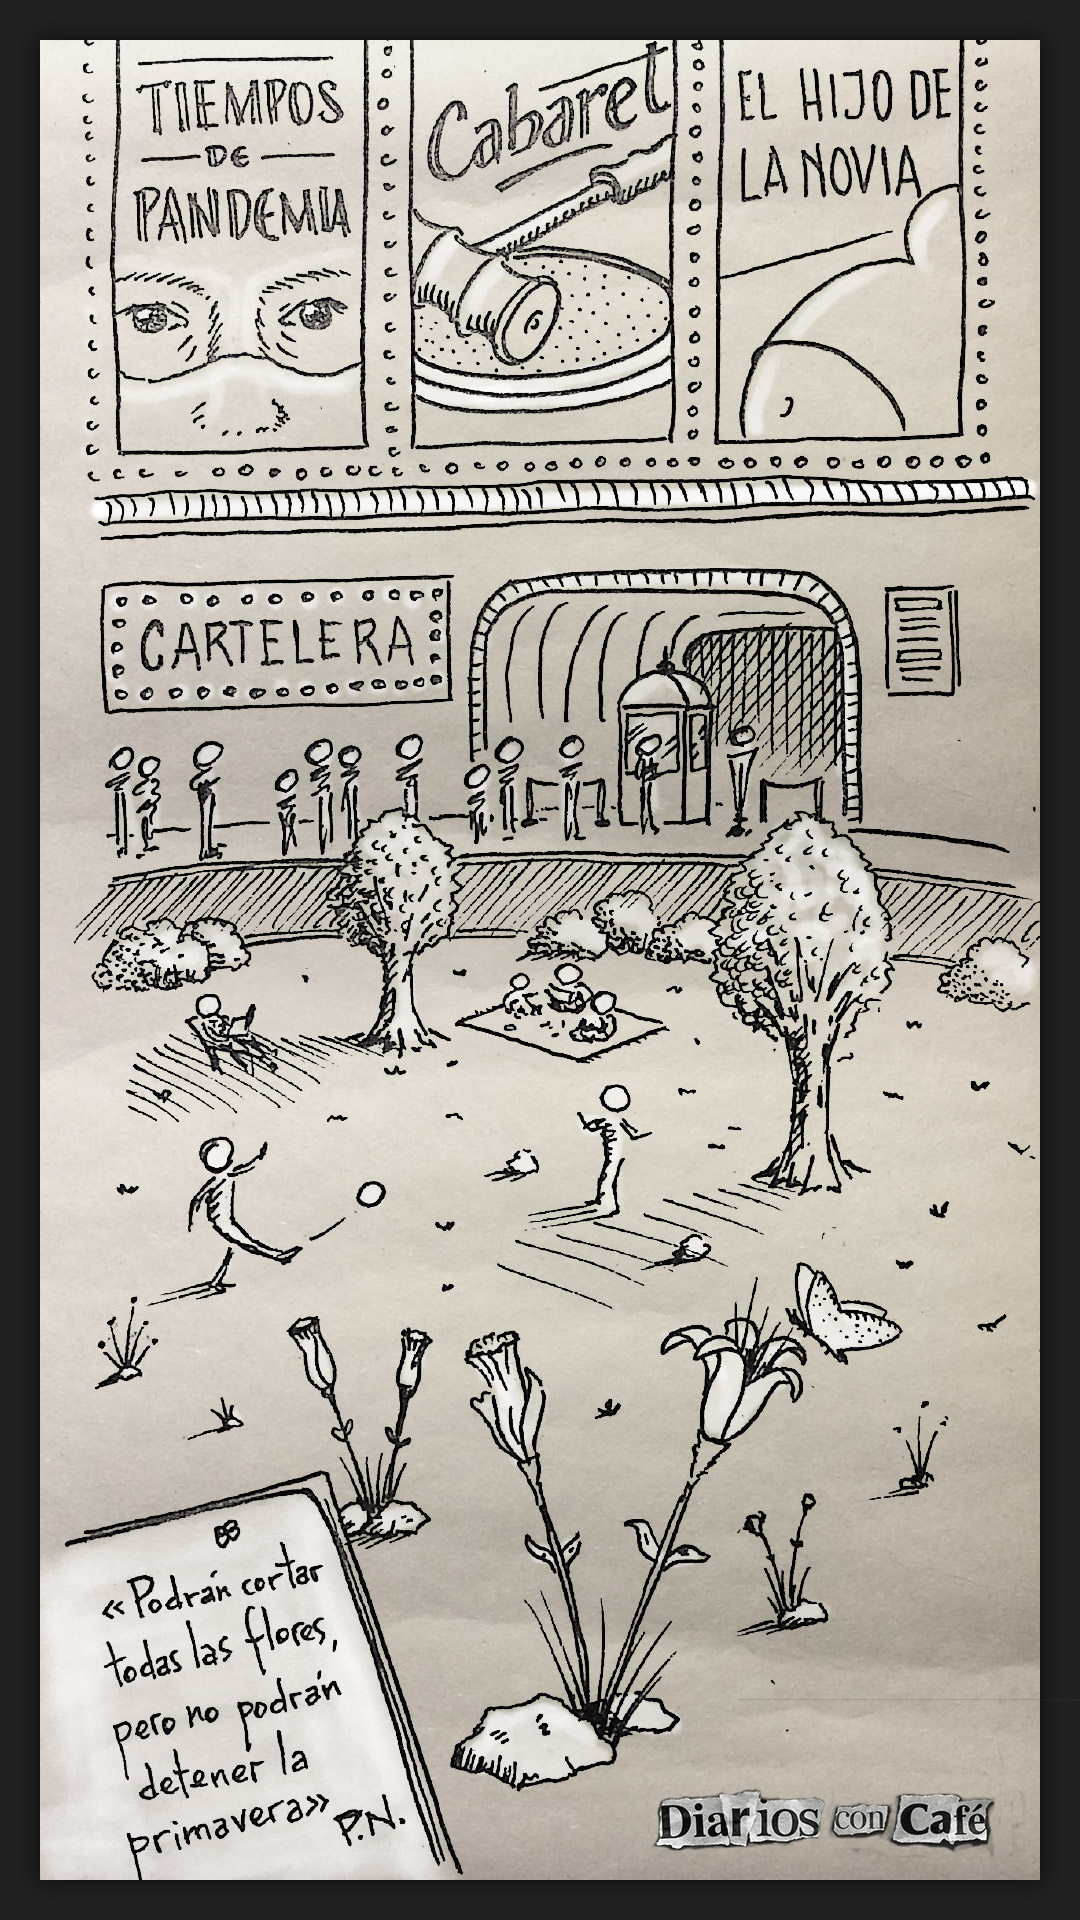 TIEMPOS
DE
PANDEMIA
Cabaret
EL HIJO DE
LA NOVIA
CARTELERA
«Podrán cortar
todas las flores,
pero no podrán
detener la
primavera»
P.N.
Diarios con Café